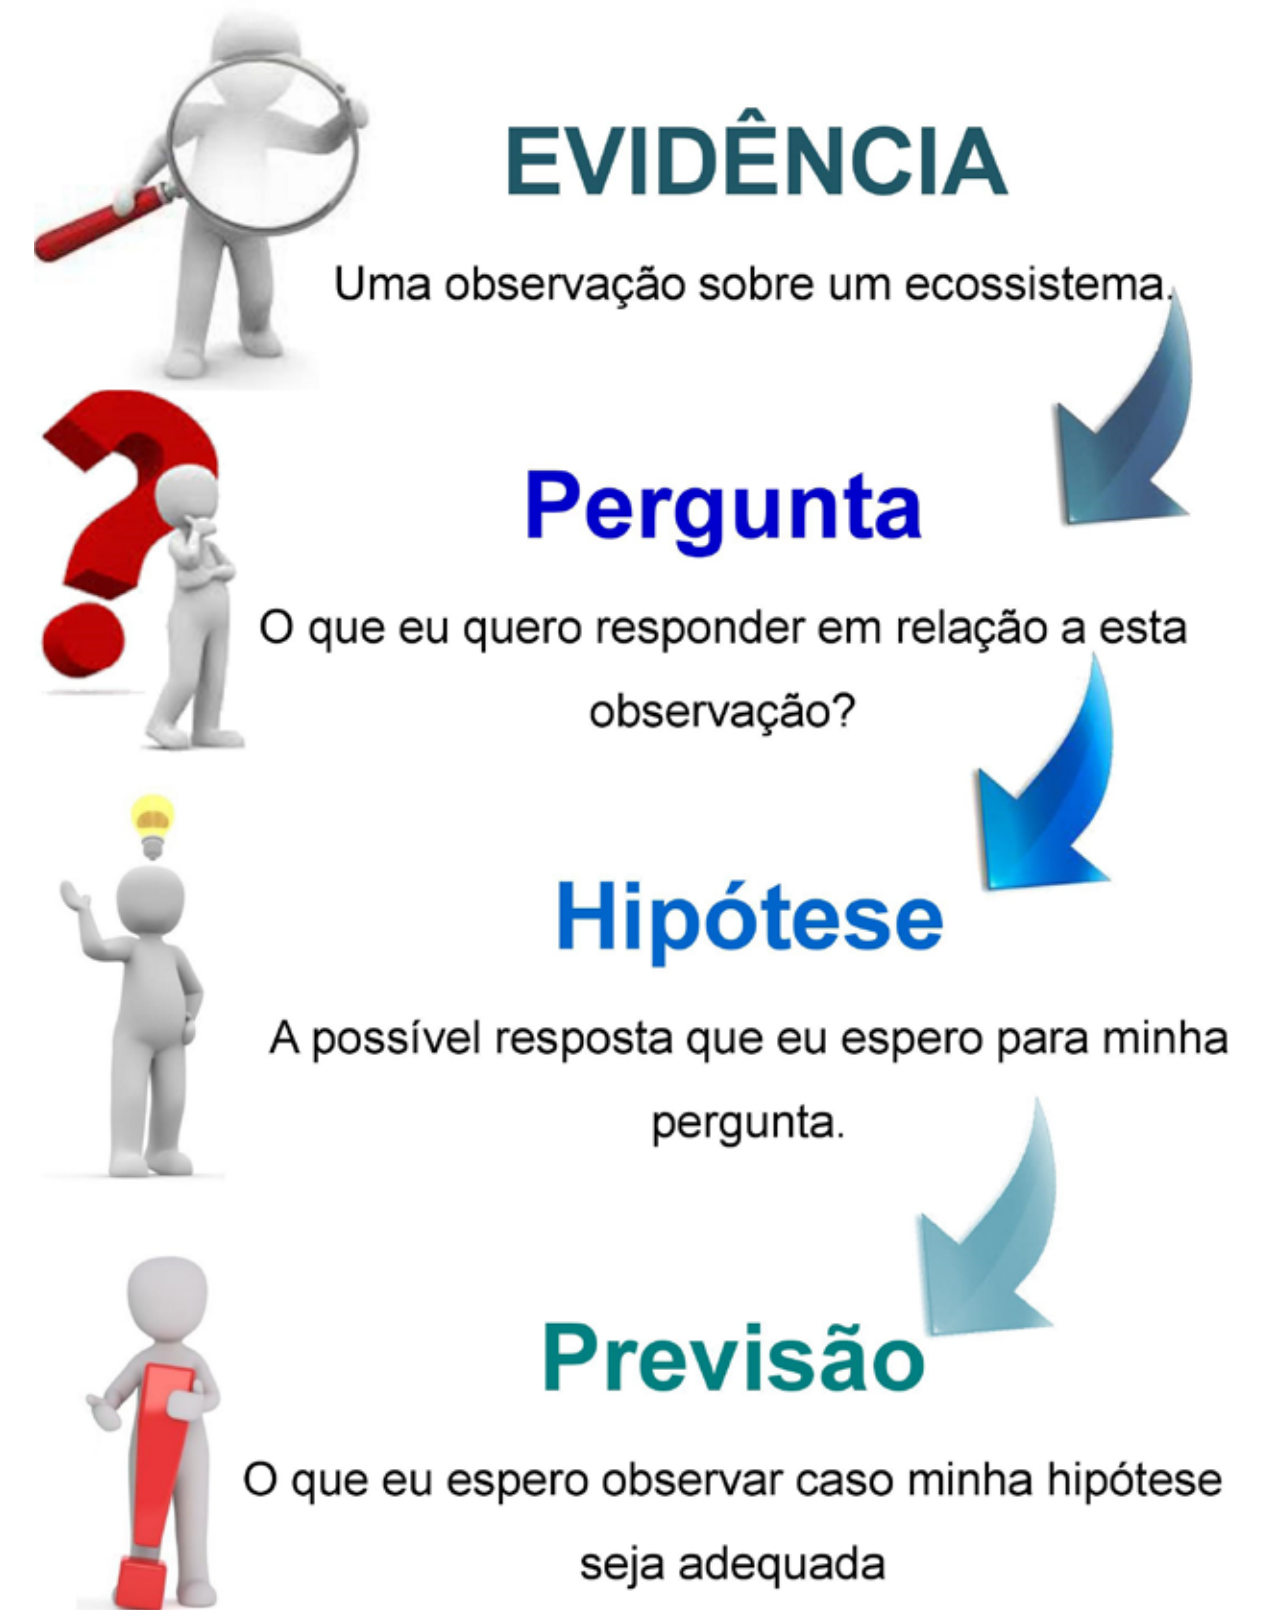 EVIDÊNCIA
Uma observação sobre um ecossistema.
Pergunta
O que eu quero responder em relação a esta
observação?
Hipótese
A possível resposta que eu espero para minha
pergunta.
Previsão
O que eu espero observar caso minha hipótese
seja adequada